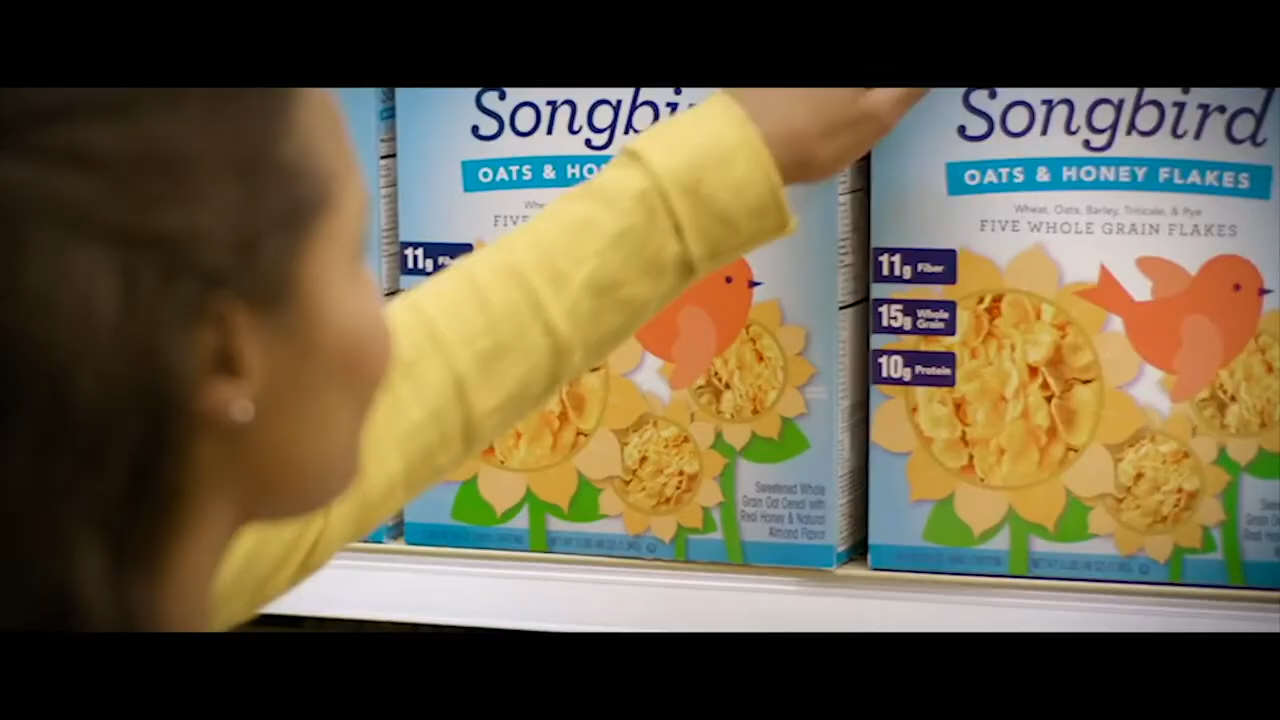 Songbi
OATS & HO
FIVE
11g
Sweetened Whole
Grain Oat Cereal with
Real Honey & Natural
Almond Flavor
Songbird
OATS & HONEY FLAKES
Wheat, Oats, Barley, Triticale, & Rye
FIVE WHOLE GRAIN FLAKES
11g Fiber
15g Whole
Grain
10g Protein